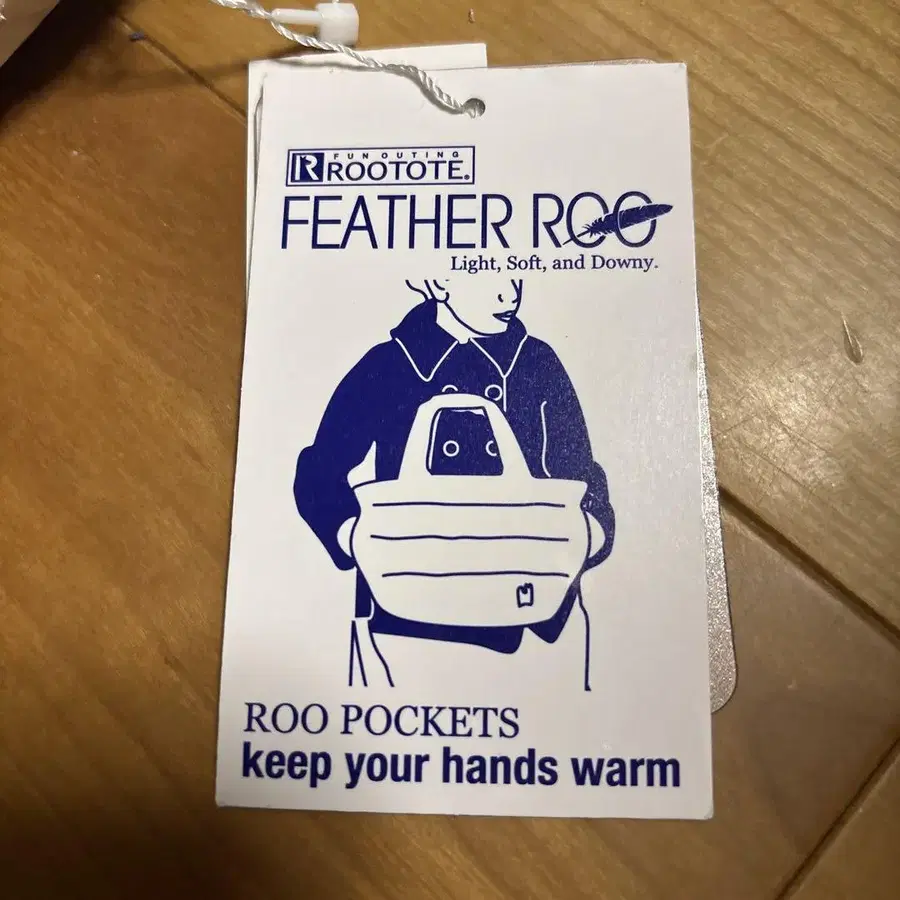 FUN OUTING
ROOTOTE®
FEATHER ROO
Light, Soft, and Downy.
ROO POCKETS
keep your hands warm